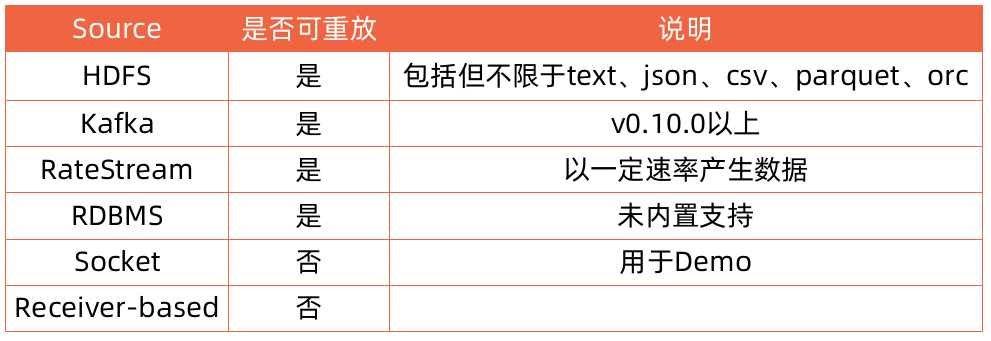 Source 是否可重放 说明
HDFS 是 包括但不限于text、json、csv、parquet、orc
Kafka 是 v0.10.0以上
RateStream 是 以一定速率产生数据
RDBMS 是 未内置支持
Socket 否 用于Demo
Receiver-based 否